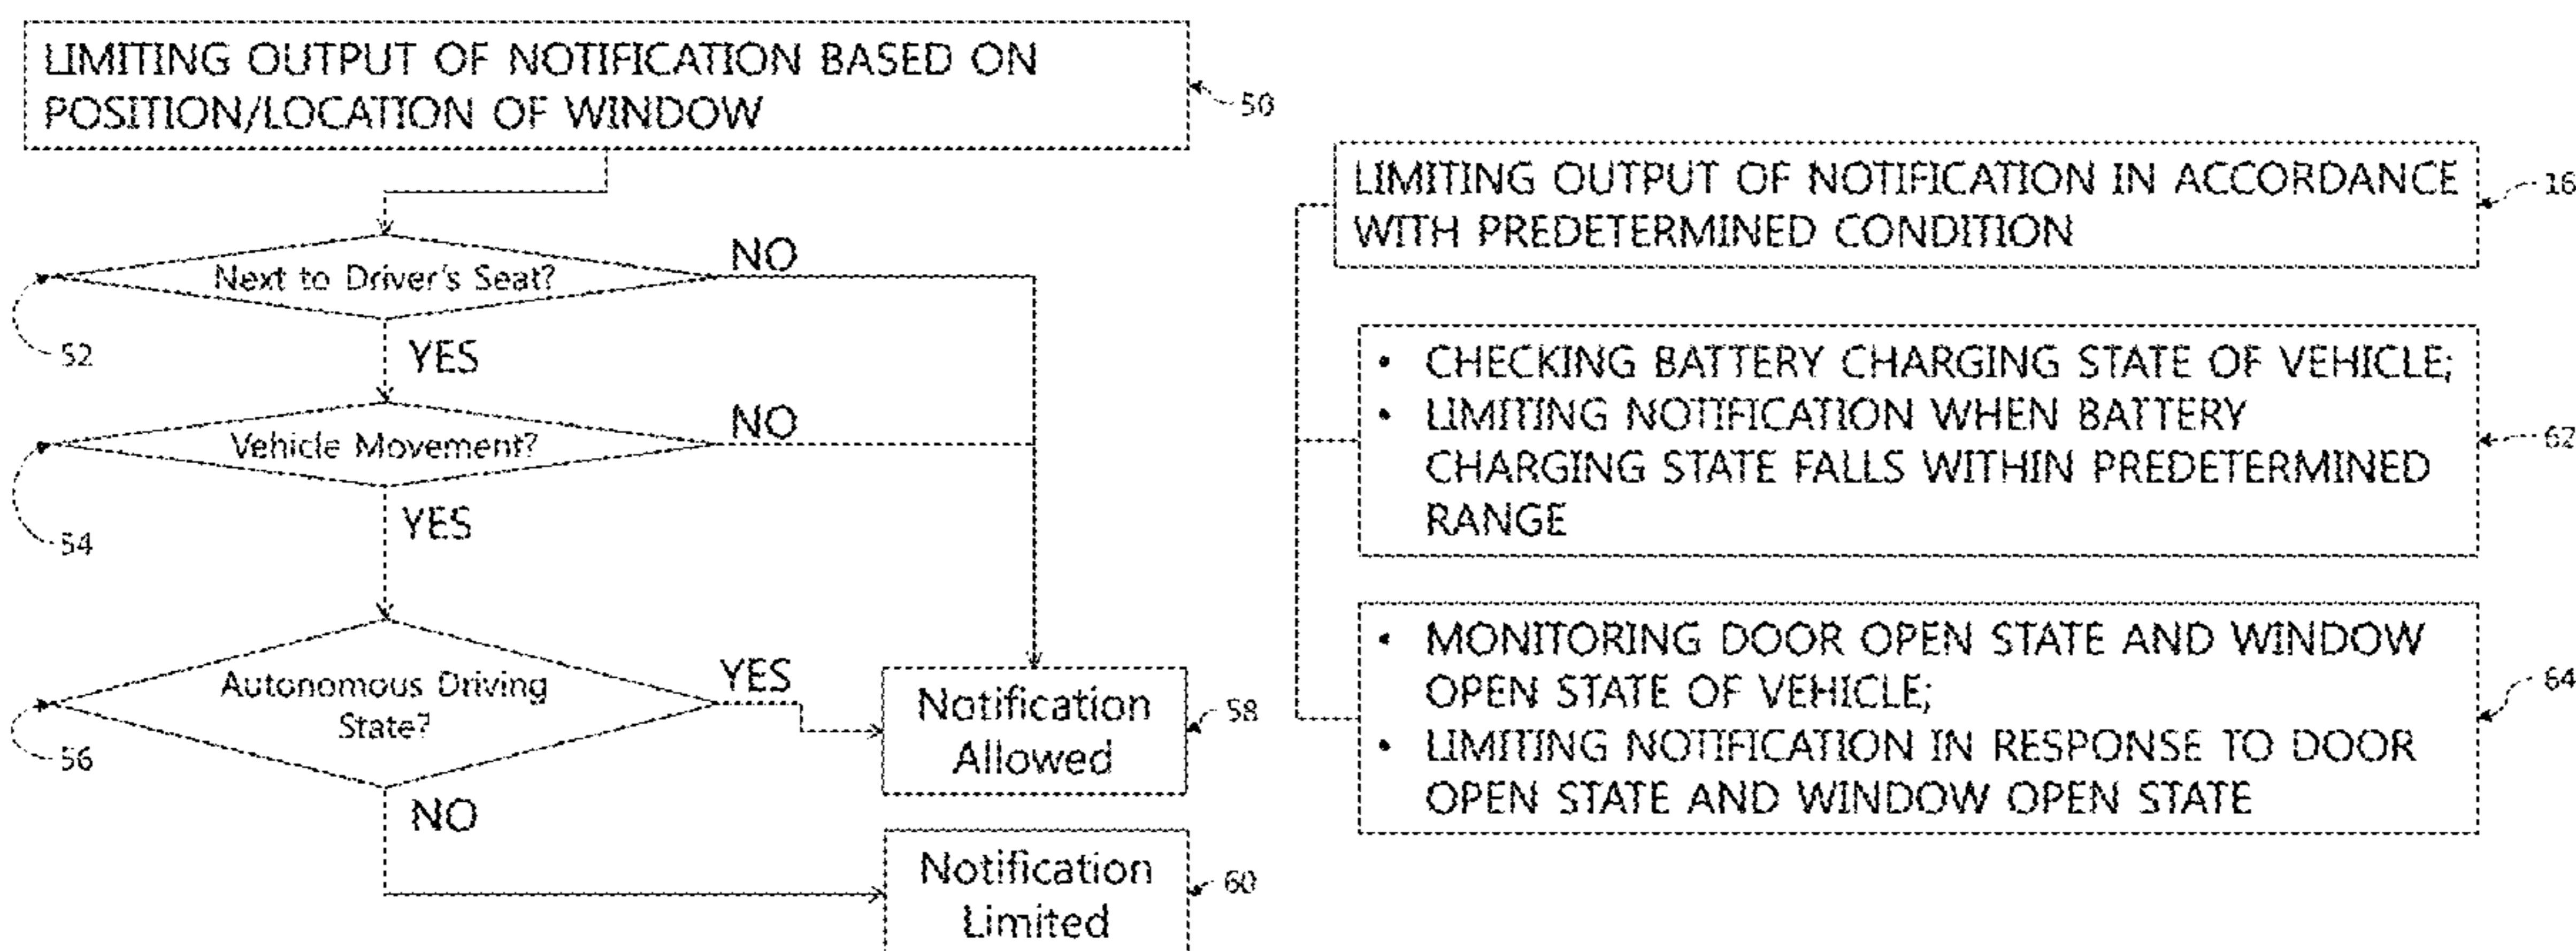 LIMITING OUTPUT OF NOTIFICATION BASED ON
POSITION/LOCATION OF WINDOW
50
Next to Driver's Seat?
NO
52
YES
Vehicle Movement?
NO
54
YES
Autonomous Driving
State?
YES
56
NO
Notification
Allowed
58
Notification
Limited
60
LIMITING OUTPUT OF NOTIFICATION IN ACCORDANCE
WITH PREDETERMINED CONDITION
16
• CHECKING BATTERY CHARGING STATE OF VEHICLE;
• LIMITING NOTIFICATION WHEN BATTERY
CHARGING STATE FALLS WITHIN PREDETERMINED
RANGE
62
• MONITORING DOOR OPEN STATE AND WINDOW
OPEN STATE OF VEHICLE;
• LIMITING NOTIFICATION IN RESPONSE TO DOOR
OPEN STATE AND WINDOW OPEN STATE
64